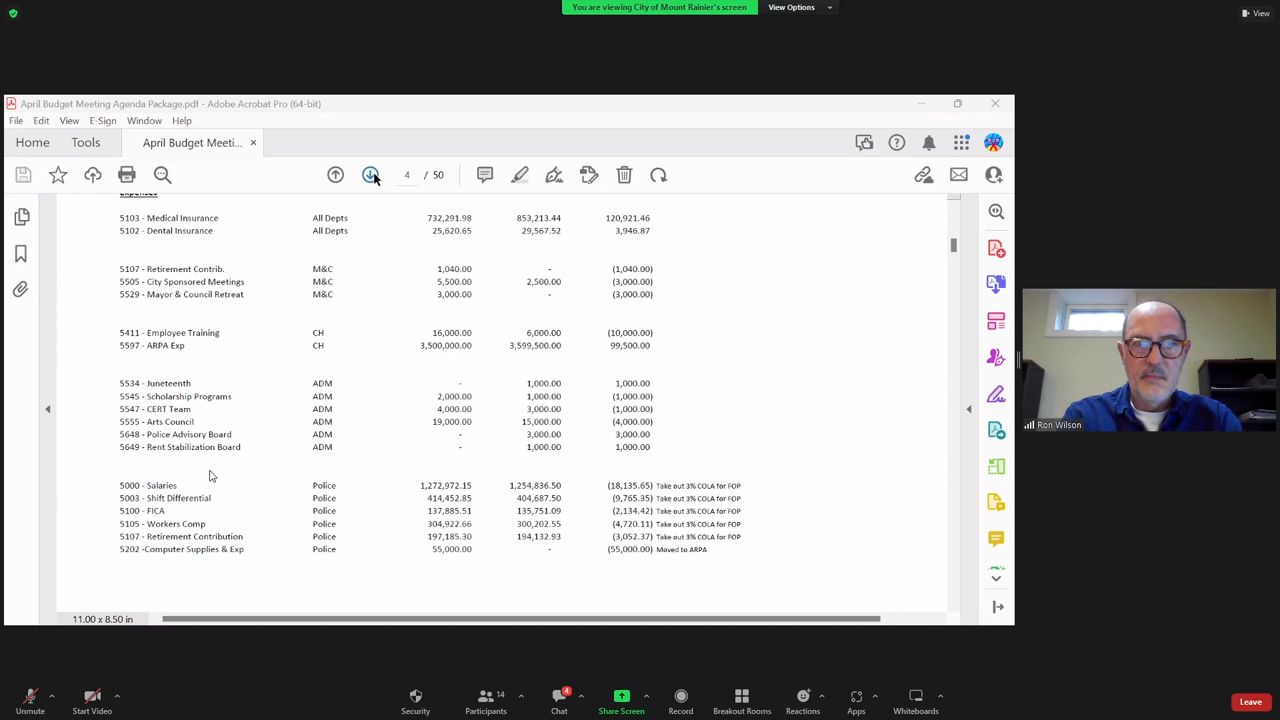 You are viewing City of Mount Rainier's screen
View Options
View
April Budget Meeting Agenda Package.pdf - Adobe Acrobat Pro (64-bit)
File Edit View E-Sign Window Help
Home Tools April Budget Meeti... ×
4 / 50
Expenses
5103 - Medical Insurance All Depts 732,291.98 853,213.44 120,921.46
5102 - Dental Insurance All Depts 25,620.65 29,567.52 3,946.87
5107 - Retirement Contrib. M&C 1,040.00 - (1,040.00)
5505 - City Sponsored Meetings M&C 5,500.00 2,500.00 (3,000.00)
5529 - Mayor & Council Retreat M&C 3,000.00 - (3,000.00)
5411 - Employee Training CH 16,000.00 6,000.00 (10,000.00)
5597 - ARPA Exp CH 3,500,000.00 3,599,500.00 99,500.00
5534 - Juneteenth ADM - 1,000.00 1,000.00
5545 - Scholarship Programs ADM 2,000.00 1,000.00 (1,000.00)
5547 - CERT Team ADM 4,000.00 3,000.00 (1,000.00)
5555 - Arts Council ADM 19,000.00 15,000.00 (4,000.00)
5648 - Police Advisory Board ADM - 3,000.00 3,000.00
5649 - Rent Stabilization Board ADM - 1,000.00 1,000.00
5000 - Salaries Police 1,272,972.15 1,254,836.50 (18,135.65) Take out 3% COLA for FOP
5003 - Shift Differential Police 414,452.85 404,687.50 (9,765.35) Take out 3% COLA for FOP
5100 - FICA Police 137,885.51 135,751.09 (2,134.42) Take out 3% COLA for FOP
5105 - Workers Comp Police 304,922.66 300,202.55 (4,720.11) Take out 3% COLA for FOP
5107 - Retirement Contribution Police 197,185.30 194,132.93 (3,052.37) Take out 3% COLA for FOP
5202 -Computer Supplies & Exp Police 55,000.00 - (55,000.00) Moved to ARPA
11.00 x 8.50 in
Ron Wilson
Unmute Start Video Security Participants 14 Chat 4 Share Screen Record Breakout Rooms Reactions Apps Whiteboards Leave